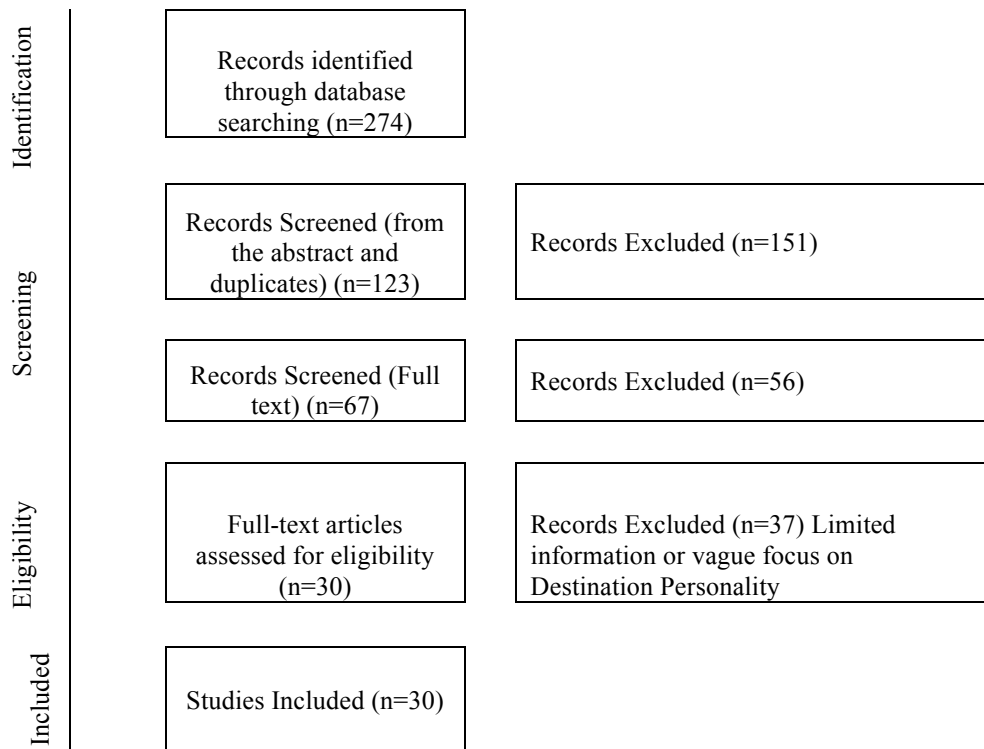 Identification
Records identified
through database
searching (n=274)
Screening
Records Screened (from
the abstract and
duplicates) (n=123)
Records Excluded (n=151)
Records Screened (Full
text) (n=67)
Records Excluded (n=56)
Eligibility
Full-text articles
assessed for eligibility
(n=30)
Records Excluded (n=37) Limited
information or vague focus on
Destination Personality
Included
Studies Included (n=30)